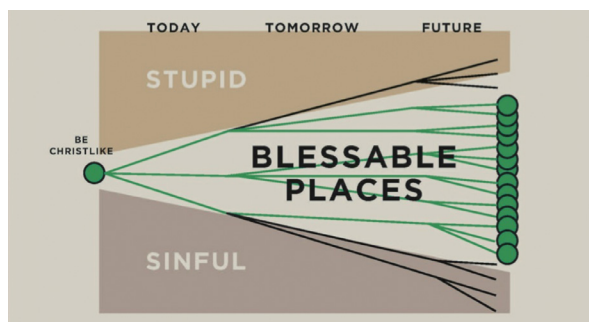 TODAY TOMORROW FUTURE
STUPID
BE
CHRISTLIKE
BLESSABLE
PLACES
SINFUL